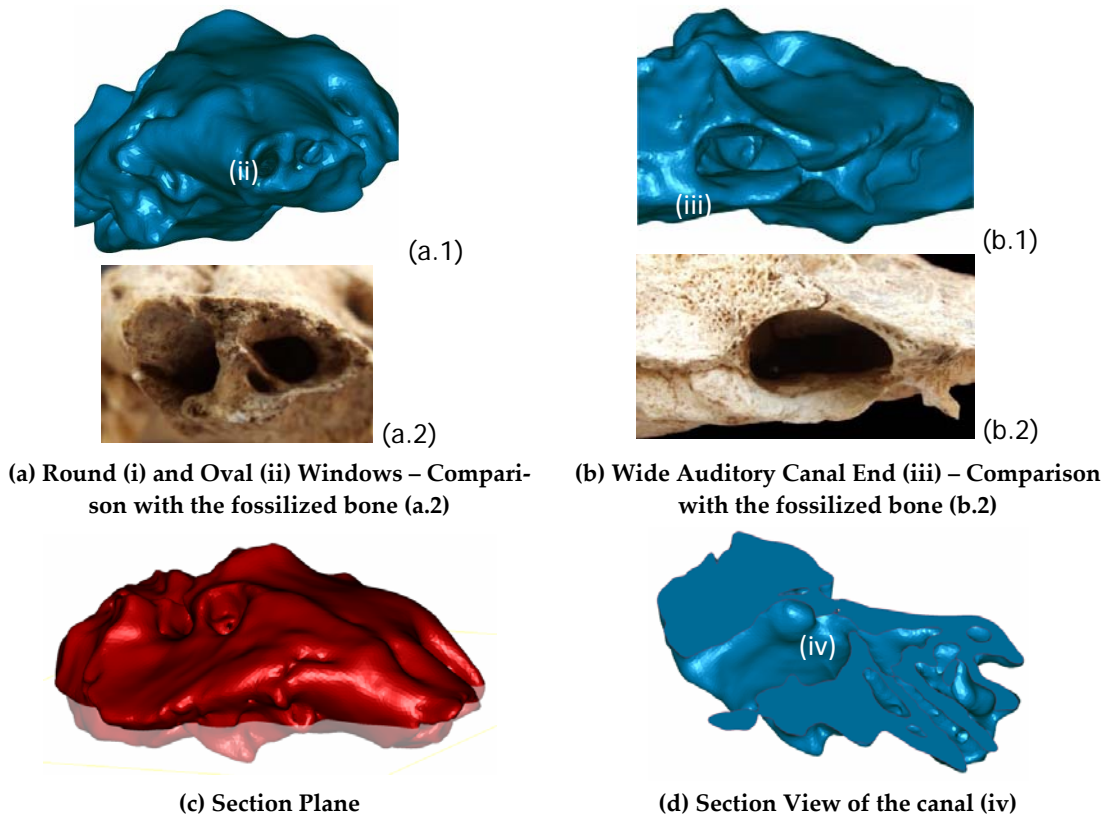 (ii)
(iii)
(a.1)
(b.1)
(a.2)
(b.2)
(a) Round (i) and Oval (ii) Windows – Compari-
son with the fossilized bone (a.2)
(b) Wide Auditory Canal End (iii) – Comparison
with the fossilized bone (b.2)
(iv)
(c) Section Plane
(d) Section View of the canal (iv)